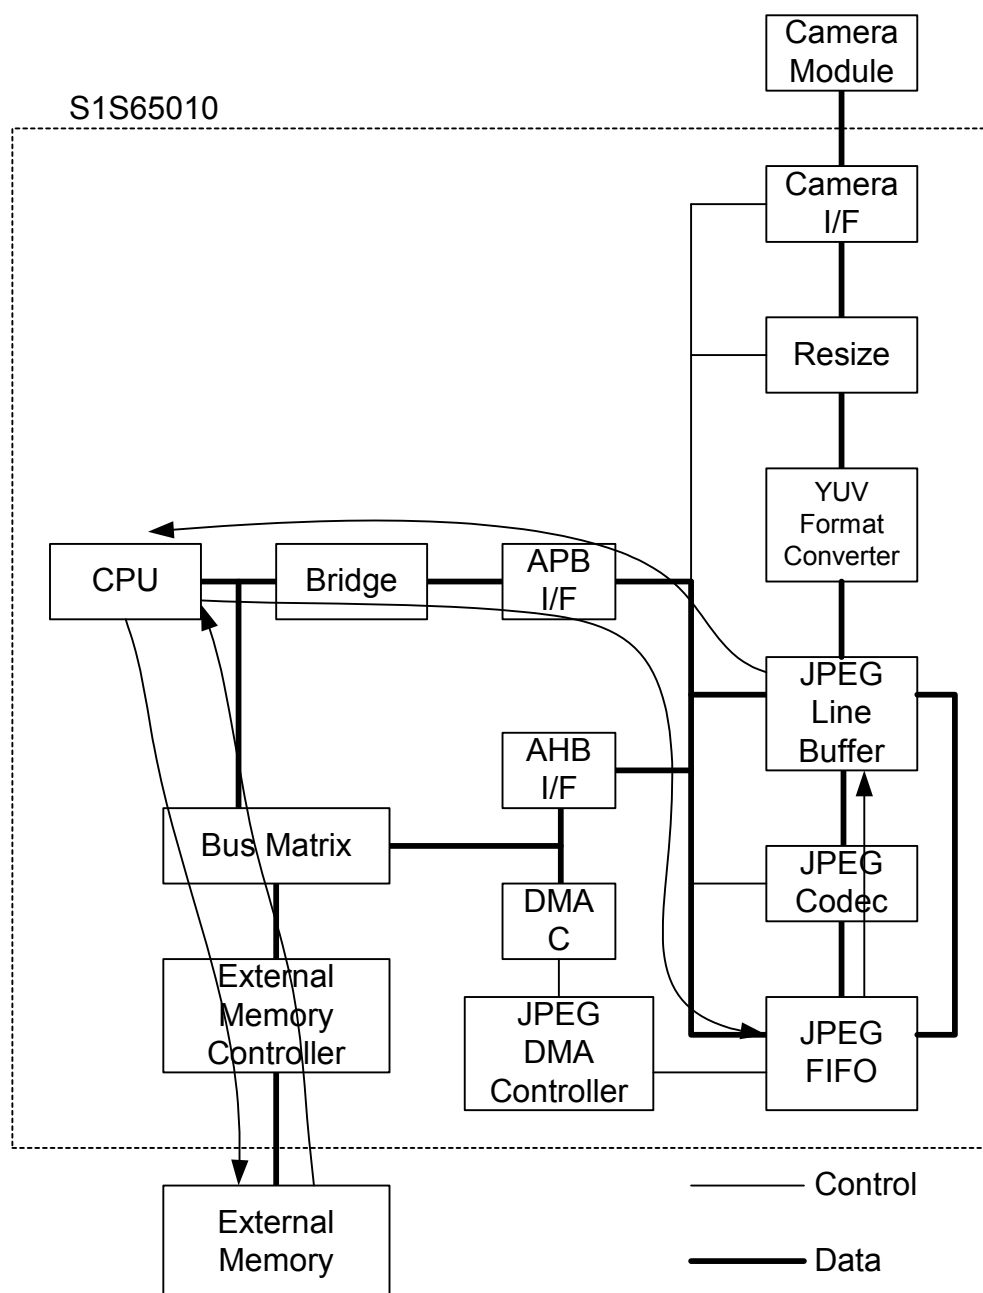 Camera
Module
S1S65010
Camera
I/F
Resize
YUV
Format
Converter
CPU
Bridge
APB
I/F
JPEG
Line
Buffer
AHB
I/F
Bus Matrix
JPEG
Codec
DMA
C
External
Memory
Controller
JPEG
DMA
Controller
JPEG
FIFO
Control
External
Memory
Data